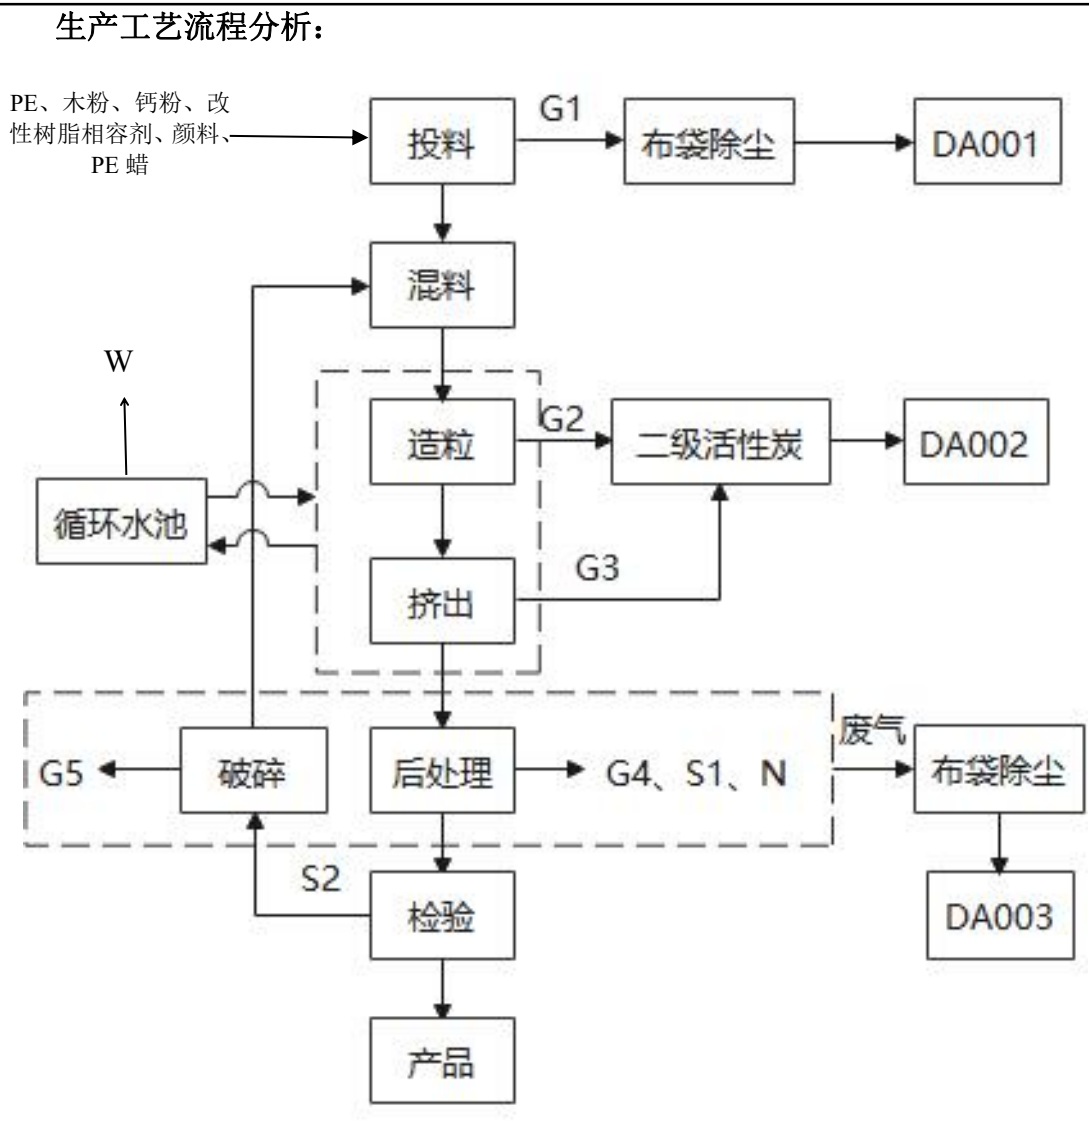 生产工艺流程分析：
PE、木粉、钙粉、改
性树脂相容剂、颜料、
PE 蜡
投料
G1
布袋除尘
DA001
混料
W
造粒
G2
二级活性炭
DA002
循环水池
挤出
G3
G5
破碎
后处理
G4、S1、N
废气
布袋除尘
S2
检验
DA003
产品